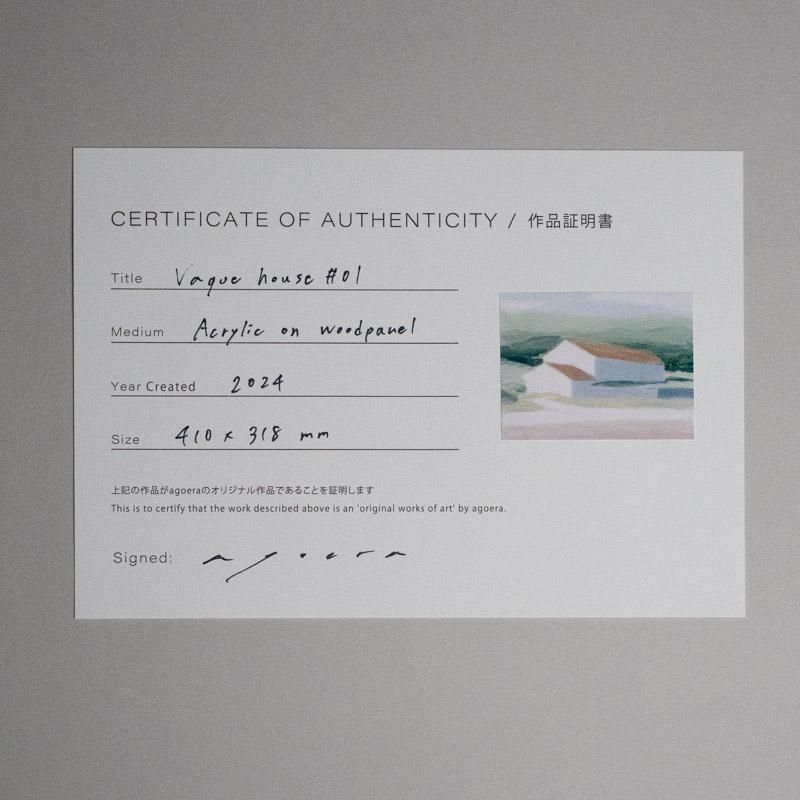 CERTIFICATE OF AUTHENTICITY / 作品証明書
Title Vague house #01
Medium Acrylic on woodpanel
Year Created 2024
Size 410 x 318 mm
上記の作品がagoeraのオリジナル作品であることを証明します
This is to certify that the work described above is an 'original works of art' by agoera.
Signed: agoera